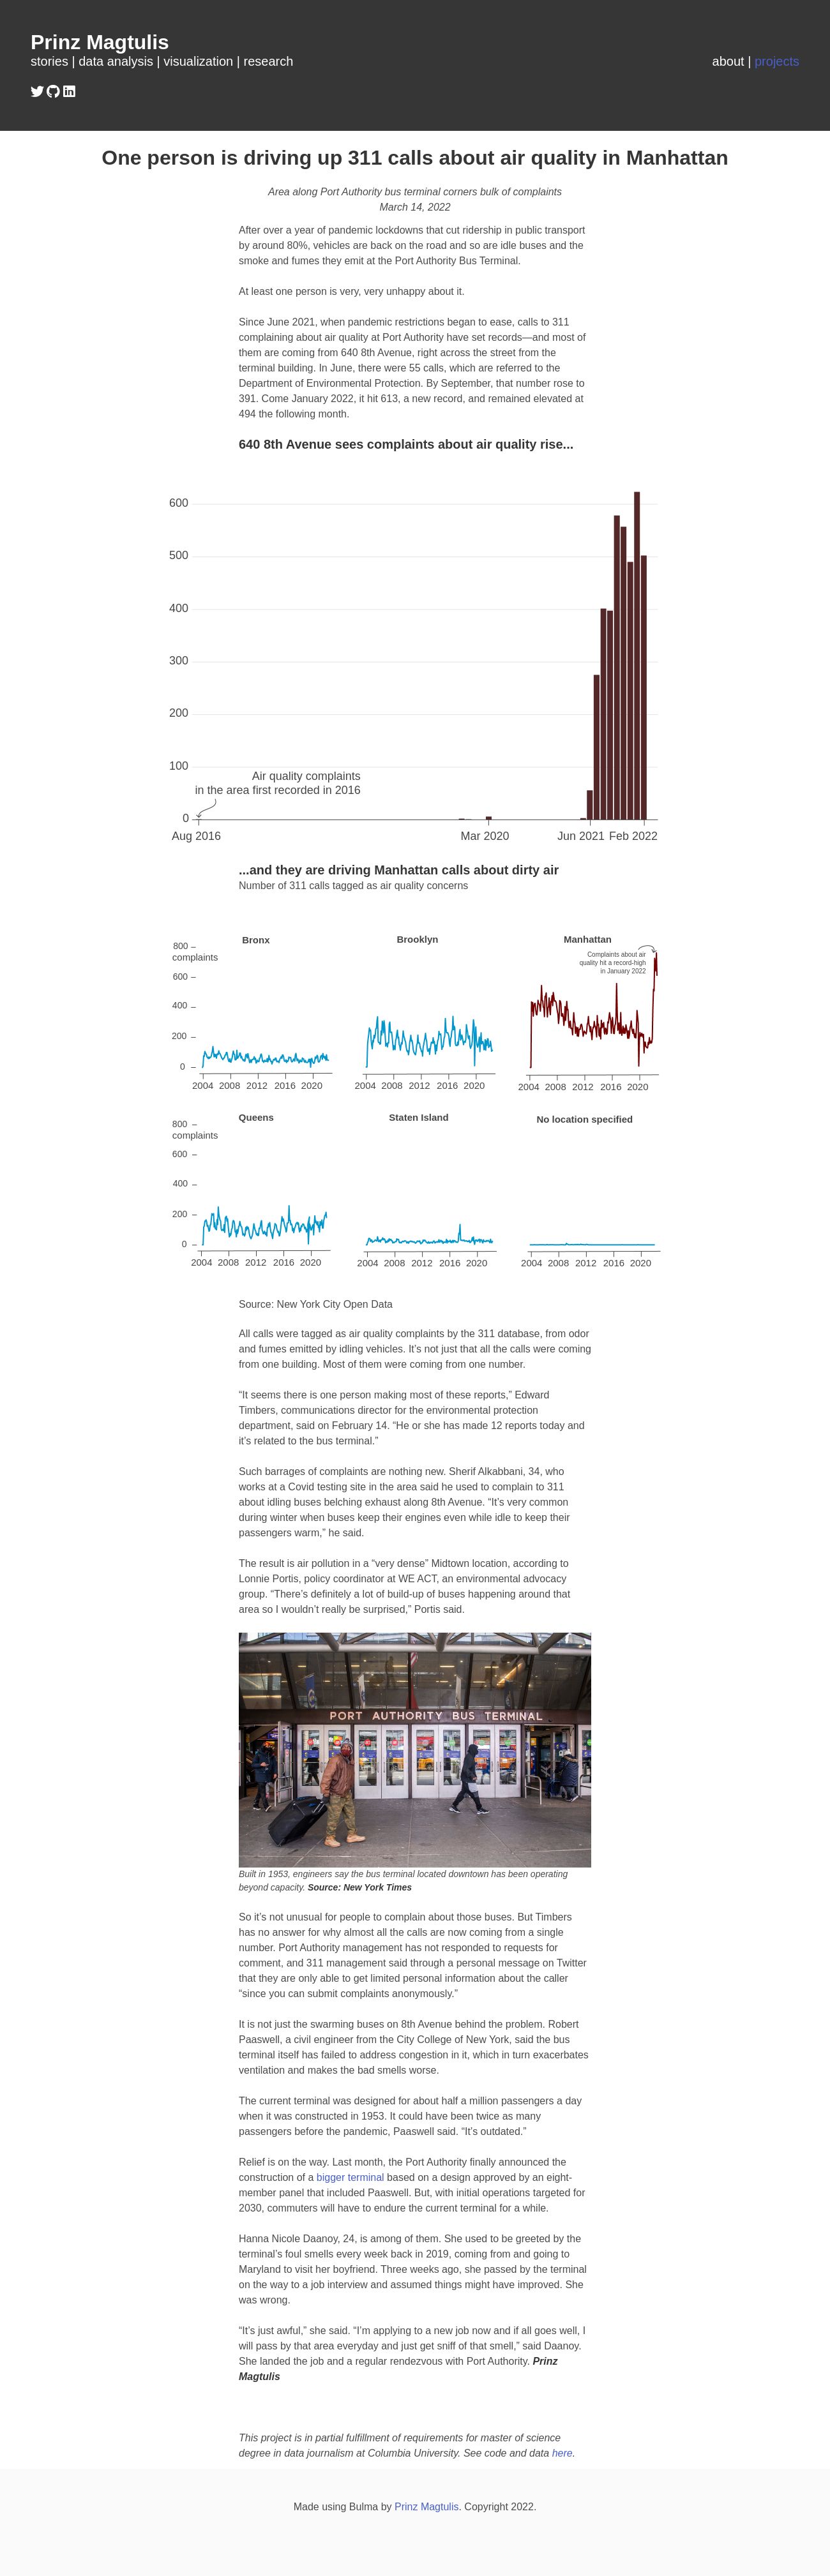 Prinz Magtulis
stories | data analysis | visualization | research
about | projects
One person is driving up 311 calls about air quality in Manhattan
Area along Port Authority bus terminal corners bulk of complaints
March 14, 2022
After over a year of pandemic lockdowns that cut ridership in public transport
by around 80%, vehicles are back on the road and so are idle buses and the
smoke and fumes they emit at the Port Authority Bus Terminal.
At least one person is very, very unhappy about it.
Since June 2021, when pandemic restrictions began to ease, calls to 311
complaining about air quality at Port Authority have set records—and most of
them are coming from 640 8th Avenue, right across the street from the
terminal building. In June, there were 55 calls, which are referred to the
Department of Environmental Protection. By September, that number rose to
391. Come January 2022, it hit 613, a new record, and remained elevated at
494 the following month.
640 8th Avenue sees complaints about air quality rise...
600
500
400
300
200
100
Air quality complaints
in the area first recorded in 2016
0
Aug 2016
Mar 2020
Jun 2021
Feb 2022
...and they are driving Manhattan calls about dirty air
Number of 311 calls tagged as air quality concerns
Bronx
Brooklyn
Manhattan
800
complaints
600
400
200
0
Complaints about air
quality hit a record-high
in January 2022
2004 2008 2012 2016 2020
2004 2008 2012 2016 2020
2004 2008 2012 2016 2020
Queens
Staten Island
No location specified
800
complaints
600
400
200
0
2004 2008 2012 2016 2020
2004 2008 2012 2016 2020
2004 2008 2012 2016 2020
Source: New York City Open Data
All calls were tagged as air quality complaints by the 311 database, from odor
and fumes emitted by idling vehicles. It’s not just that all the calls were coming
from one building. Most of them were coming from one number.
“It seems there is one person making most of these reports,” Edward
Timbers, communications director for the environmental protection
department, said on February 14. “He or she has made 12 reports today and
it’s related to the bus terminal.”
Such barrages of complaints are nothing new. Sherif Alkabbani, 34, who
works at a Covid testing site in the area said he used to complain to 311
about idling buses belching exhaust along 8th Avenue. “It’s very common
during winter when buses keep their engines even while idle to keep their
passengers warm,” he said.
The result is air pollution in a “very dense” Midtown location, according to
Lonnie Portis, policy coordinator at WE ACT, an environmental advocacy
group. “There’s definitely a lot of build-up of buses happening around that
area so I wouldn’t really be surprised,” Portis said.
PORT AUTHORITY BUS TERMINAL
Built in 1953, engineers say the bus terminal located downtown has been operating
beyond capacity. Source: New York Times
So it’s not unusual for people to complain about those buses. But Timbers
has no answer for why almost all the calls are now coming from a single
number. Port Authority management has not responded to requests for
comment, and 311 management said through a personal message on Twitter
that they are only able to get limited personal information about the caller
“since you can submit complaints anonymously.”
It is not just the swarming buses on 8th Avenue behind the problem. Robert
Paaswell, a civil engineer from the City College of New York, said the bus
terminal itself has failed to address congestion in it, which in turn exacerbates
ventilation and makes the bad smells worse.
The current terminal was designed for about half a million passengers a day
when it was constructed in 1953. It could have been twice as many
passengers before the pandemic, Paaswell said. “It’s outdated.”
Relief is on the way. Last month, the Port Authority finally announced the
construction of a bigger terminal based on a design approved by an eight-
member panel that included Paaswell. But, with initial operations targeted for
2030, commuters will have to endure the current terminal for a while.
Hanna Nicole Daanoy, 24, is among of them. She used to be greeted by the
terminal’s foul smells every week back in 2019, coming from and going to
Maryland to visit her boyfriend. Three weeks ago, she passed by the terminal
on the way to a job interview and assumed things might have improved. She
was wrong.
“It’s just awful,” she said. “I’m applying to a new job now and if all goes well, I
will pass by that area everyday and just get sniff of that smell,” said Daanoy.
She landed the job and a regular rendezvous with Port Authority. Prinz
Magtulis
This project is in partial fulfillment of requirements for master of science
degree in data journalism at Columbia University. See code and data here.
Made using Bulma by Prinz Magtulis. Copyright 2022.